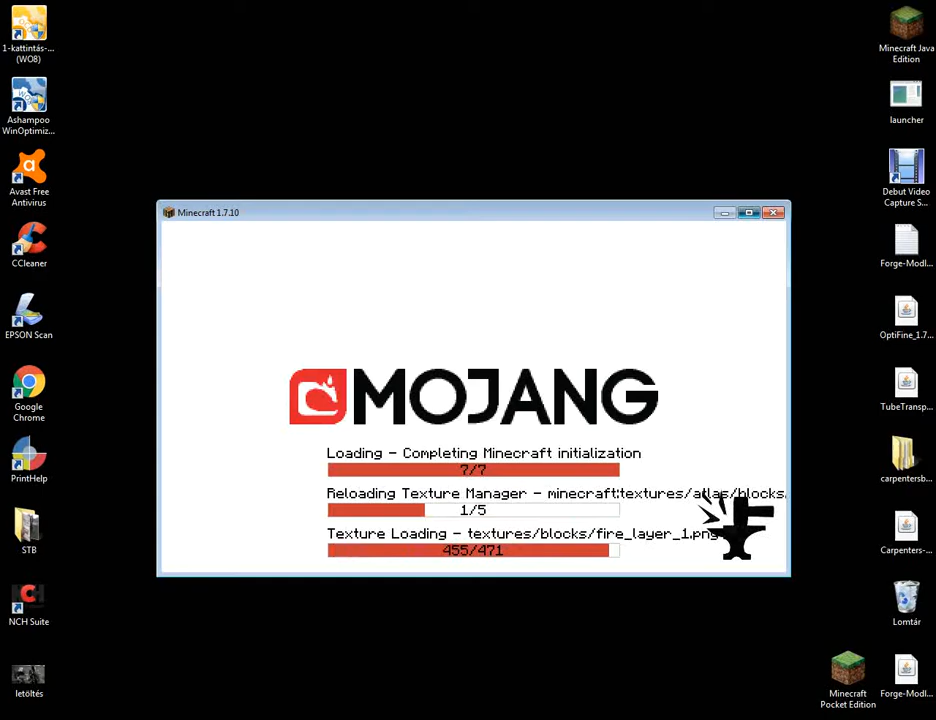 1-kattintás-...
(WO8)
Ashampoo
WinOptimiz...
Avast Free
Antivirus
CCleaner
EPSON Scan
Google
Chrome
PrintHelp
STB
NCH Suite
letöltés
Minecraft 1.7.10
MOJANG
Loading - Completing Minecraft initialization
7/7
Reloading Texture Manager - minecraft:textures/atlas/blocks.
1/5
Texture Loading - textures/blocks/fire_layer_1.png
455/471
Minecraft Java
Edition
launcher
Debut Video
Capture S...
Forge-Modl...
OptiFine_1.7...
TubeTransp...
carpentersb...
Carpenters-...
Lomtár
Minecraft
Pocket Edition
Forge-Modl...